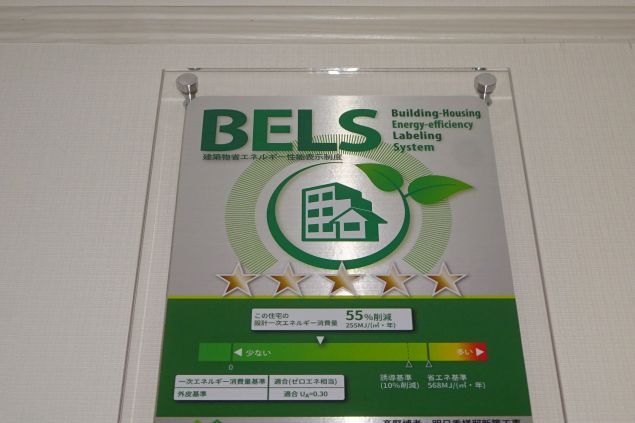 BELS
Building-Housing
Energy-efficiency
Labeling
System
建築物省エネルギー性能表示制度
この住宅の
設計一次エネルギー消費量
55%削減
255MJ/(㎡・年)
少ない
多い
0
誘導基準
(10%削減)
省エネ基準
568MJ/(㎡・年)
一次エネルギー消費量基準 適合(ゼロエネ相当)
外皮基準 適合 UA=0.30